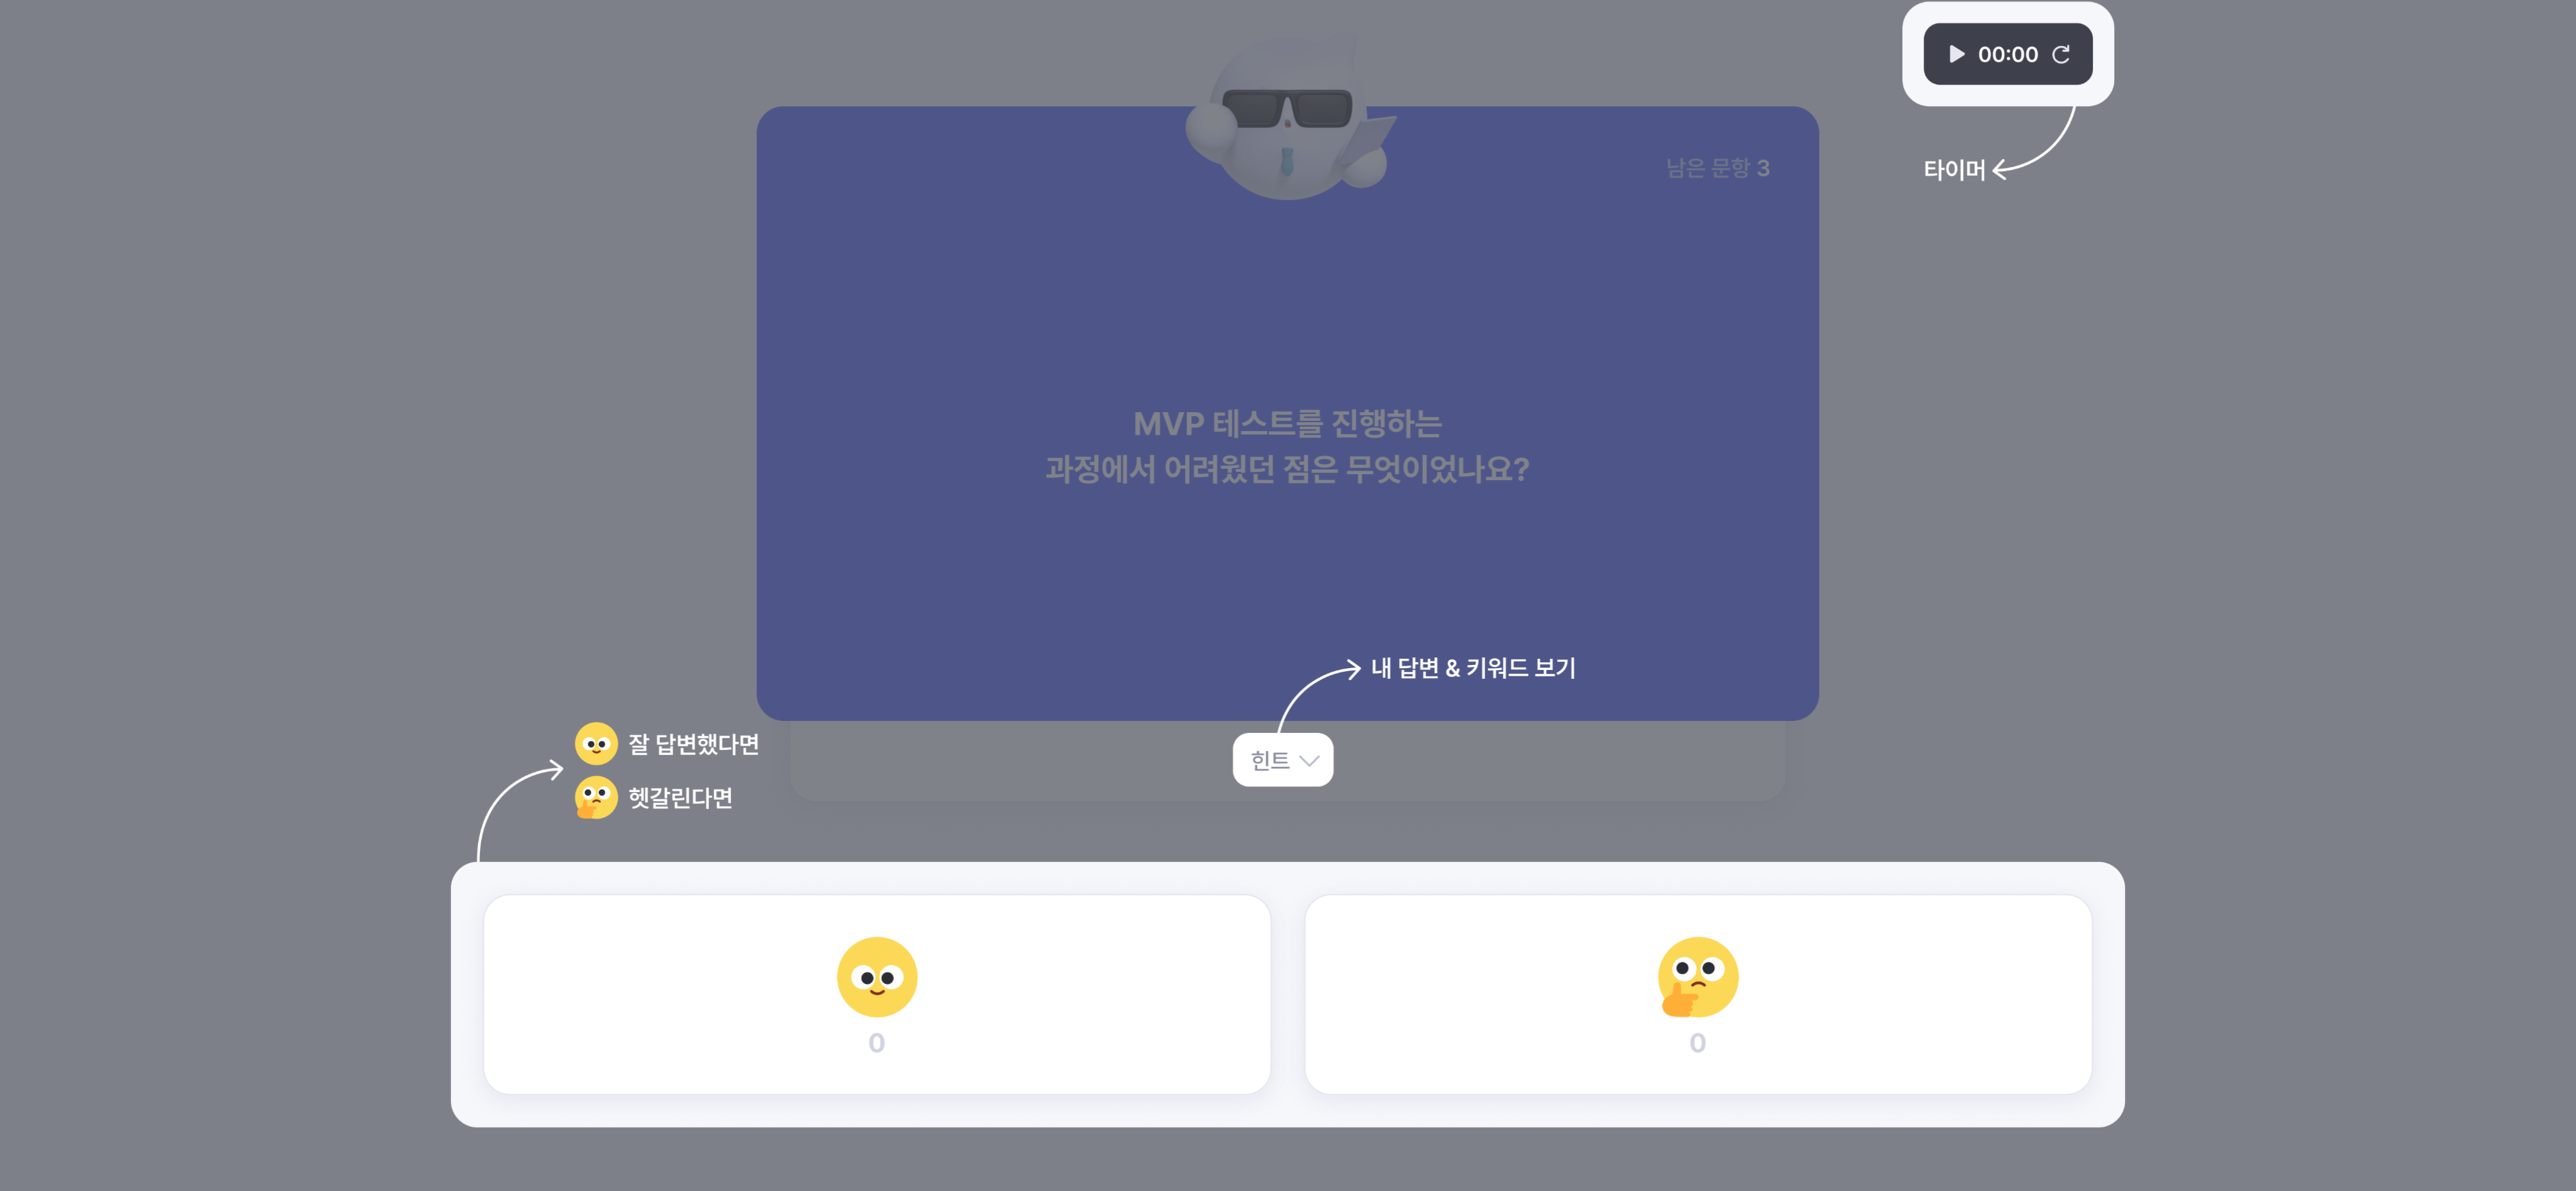 00:00
타이머
남은 문항 3
MVP 테스트를 진행하는
과정에서 어려웠던 점은 무엇이었나요?
내 답변 & 키워드 보기
힌트
잘 답변했다면
헷갈린다면
0
0